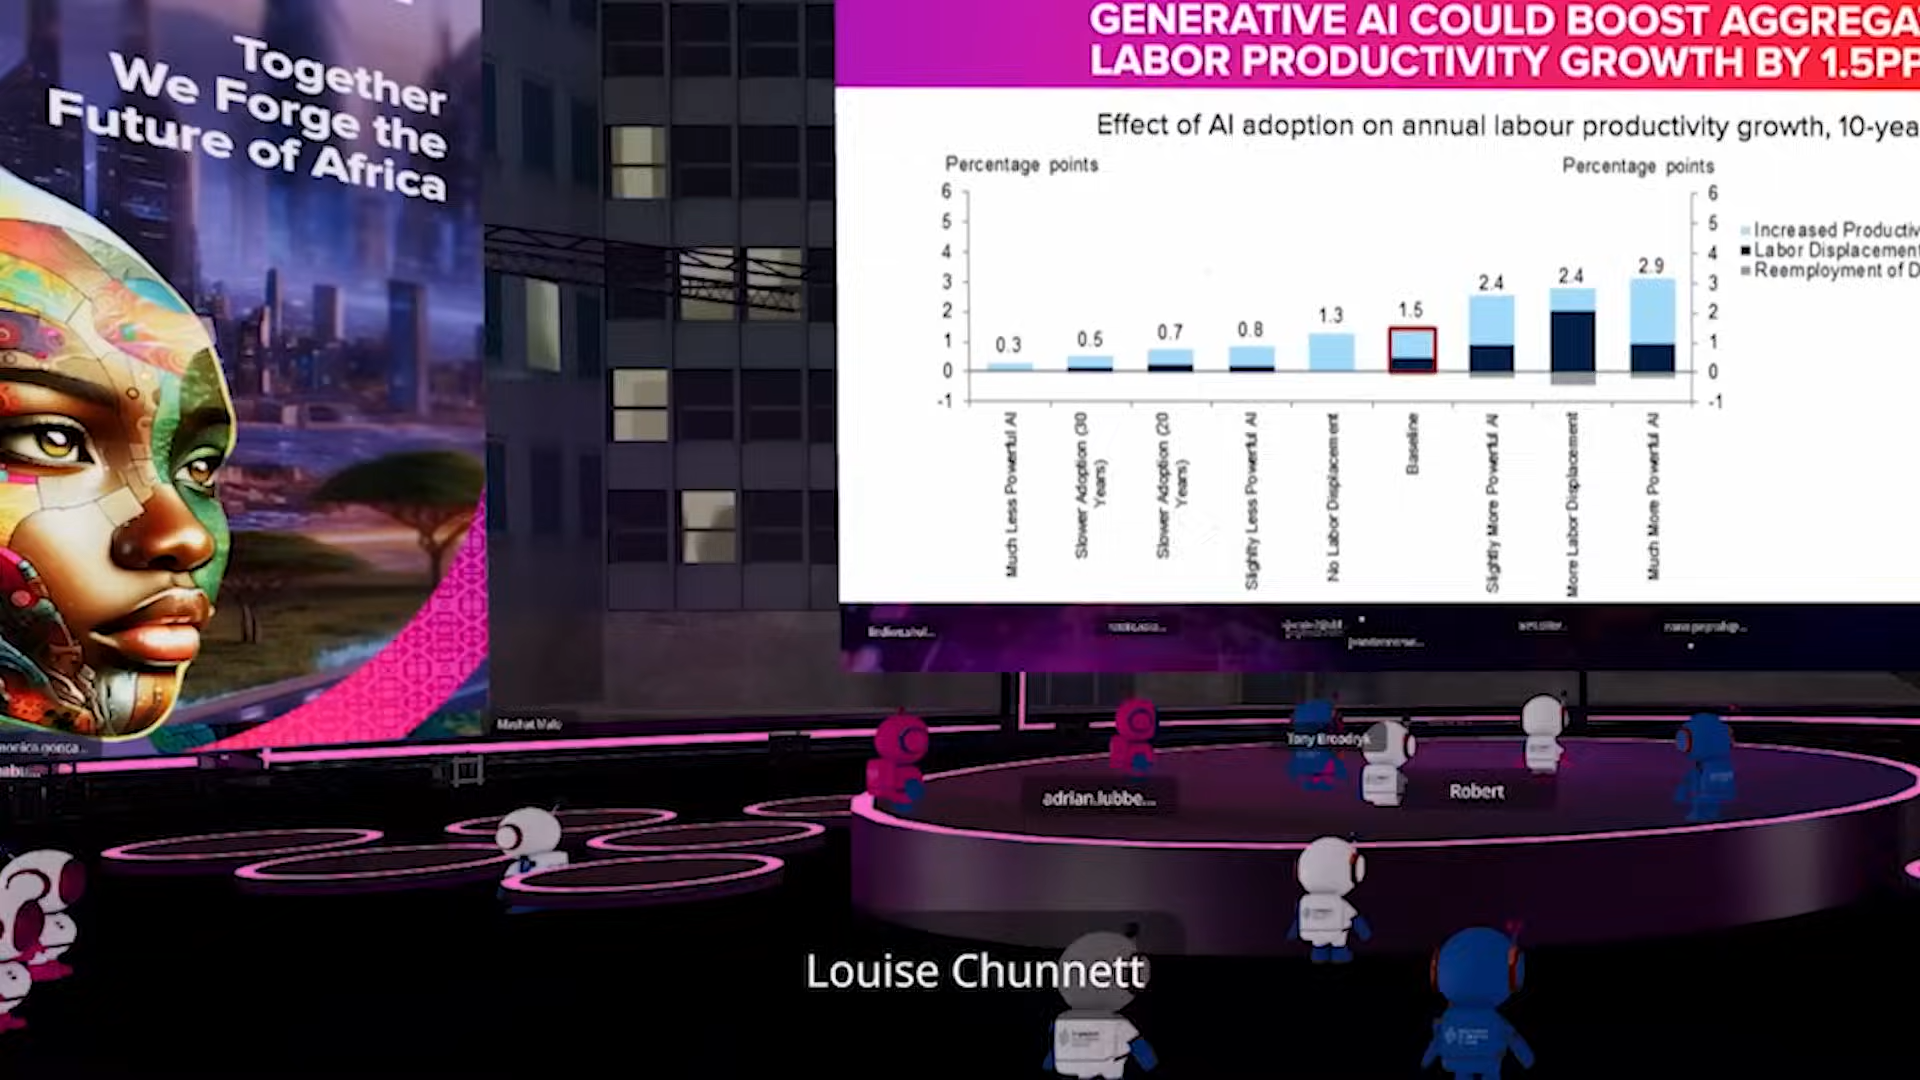 Together
We Forge the
Future of Africa
GENERATIVE AI COULD BOOST AGGREGA
LABOR PRODUCTIVITY GROWTH BY 1.5PP
Effect of AI adoption on annual labour productivity growth, 10-yea
Percentage points
Percentage points
6
5
4
3
2
1
0
-1
0.3
0.5
0.7
0.8
1.3
1.5
2.4
2.4
2.9
6
5
4
3
2
1
0
-1
Increased Productiv
Labor Displacement
Reemployment of D
Much Less Powerful AI
Slower Adoption (30
Years)
Slower Adoption (20
Years)
Slightly Less Powerful AI
No Labor Displacement
Baseline
Slightly More Powerful AI
More Labor Displacement
Much More Powerful AI
Tony Broodryk
adrian.lubbe...
Robert
Louise Chunnett